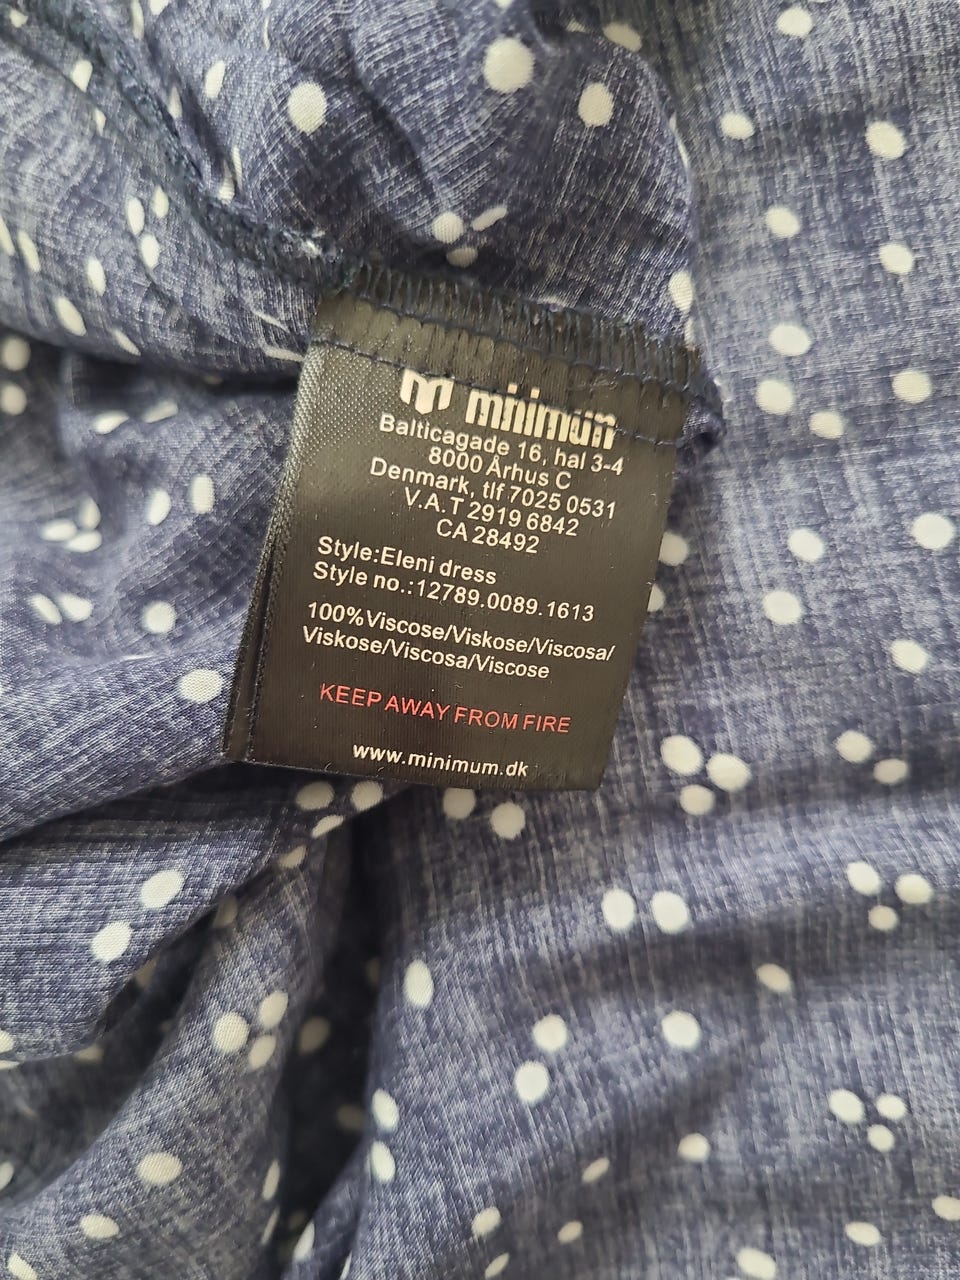 minimum
Balticagade 16, hal 3-4
8000 Århus C
Denmark, tlf 7025 0531
V.A.T 2919 6842
CA 28492
Style:Eleni dress
Style no.:12789.0089.1613
100%Viscose/Viskose/Viscosa/
Viskose/Viscosa/Viscose
KEEP AWAY FROM FIRE
www.minimum.dk